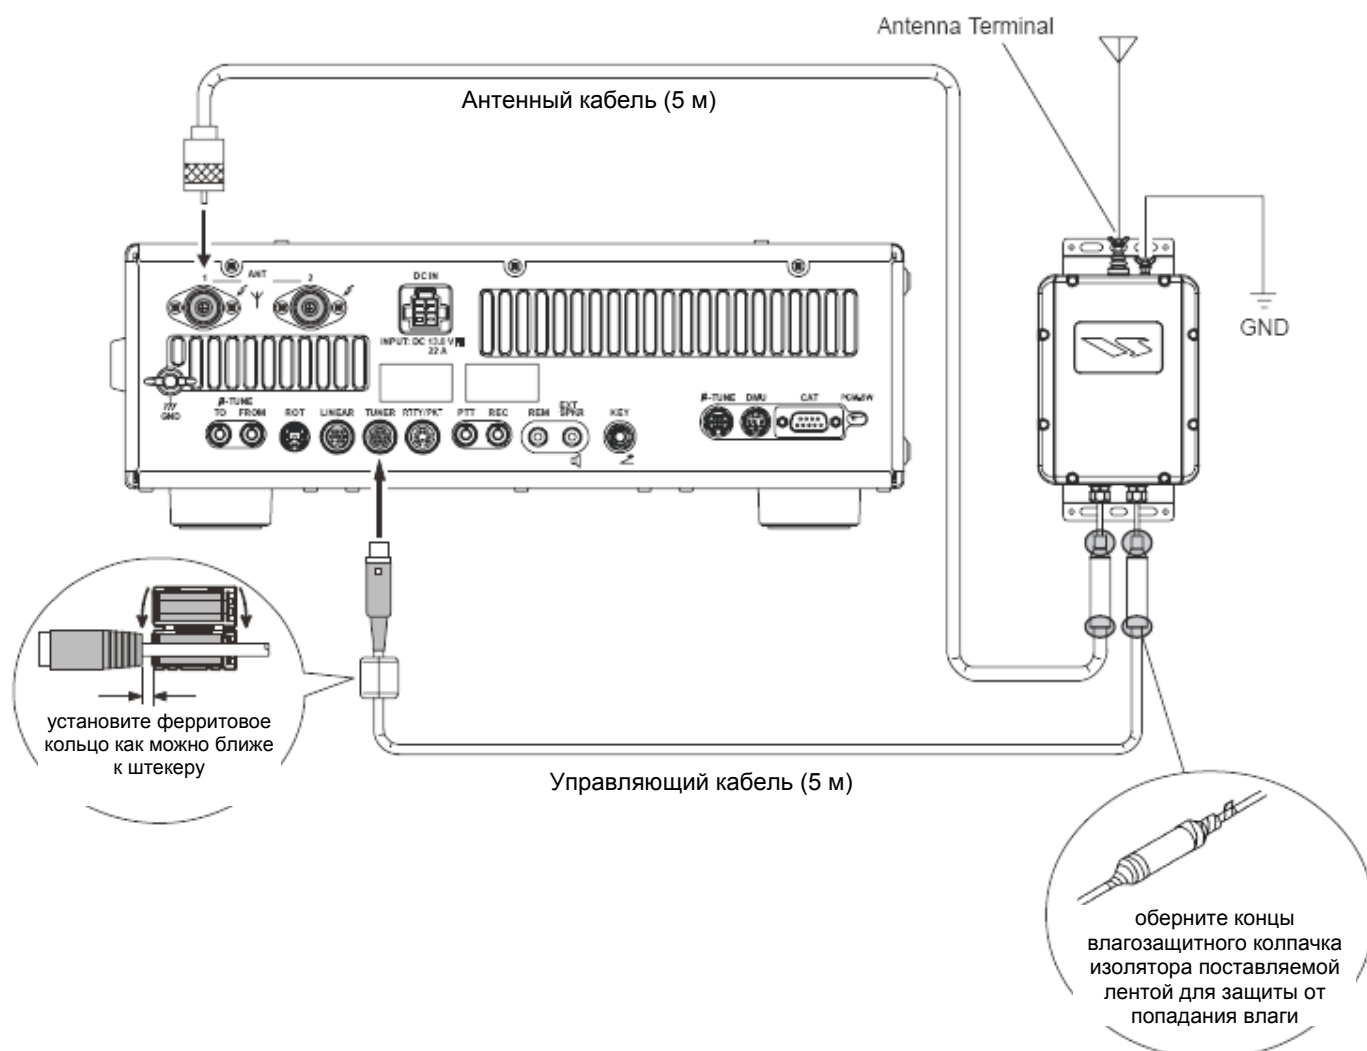 Antenna Terminal
Антенный кабель (5 м)
GND
1 ANT 2
DC IN
INPUT: DC 13.8 V
22 A
GND
µ-TUNE
TO FROM ROT LINEAR TUNER RTTY/PKT PTT REC REM EXT SPKR KEY
µ-TUNE DMU CAT
установите ферритовое
кольцо как можно ближе
к штекеру
Управляющий кабель (5 м)
оберните концы
влагозащитного колпачка
изолятора поставляемой
лентой для защиты от
попадания влаги